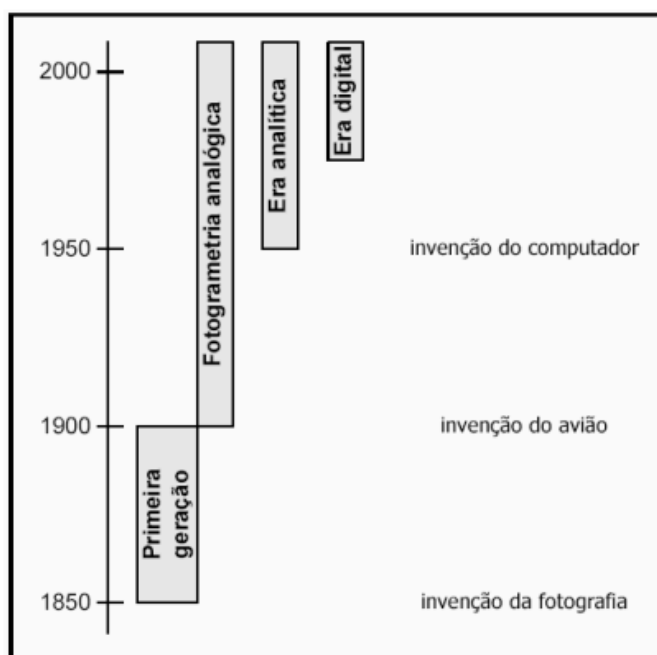 2000
Fotogrametria analógica
Era analítica
Era digital
1950
invenção do computador
1900
invenção do avião
Primeira
geração
1850
invenção da fotografia